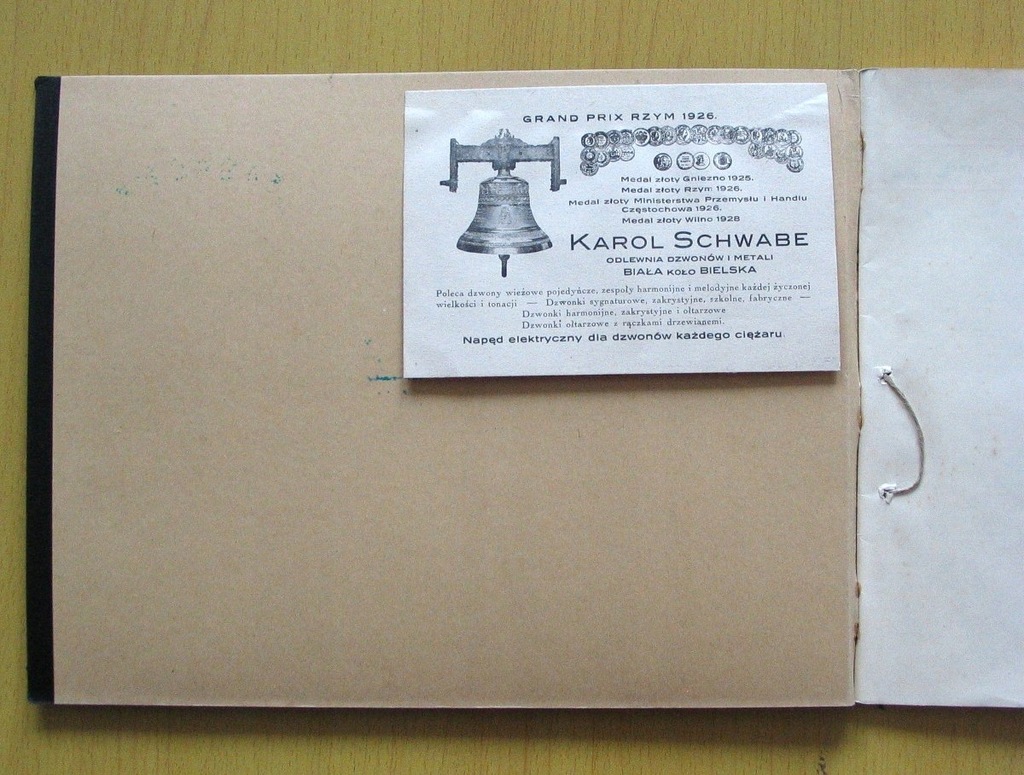 GRAND PRIX RZYM 1926.
Medal złoty Gniezno 1925.
Medal złoty Rzym 1926.
Medal złoty Ministerstwa Przemysłu i Handlu
Częstochowa 1926.
Medal złoty Wilno 1928
KAROL SCHWABE
ODLEWNIA DZWONÓW I METALI
BIAŁA KOŁO BIELSKA
Poleca dzwony wieżowe pojedyńcze, zespoły harmonijne i melodyjne każdej życzonej
wielkości i tonacji — Dzwonki sygnaturowe, zakrystyjne, szkolne, fabryczne —
Dzwonki harmonijne, zakrystyjne i ołtarzowe
Dzwonki ołtarzowe z rączkami drzewianemi.
Napęd elektryczny dla dzwonów każdego ciężaru.